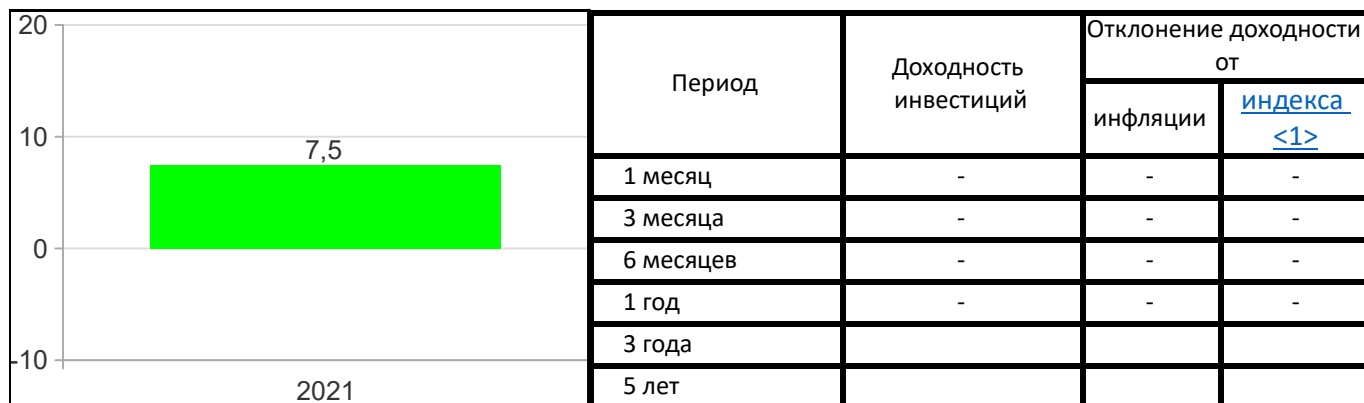 20
10
0
-10
7,5
2021
Период
Доходность
инвестиций
Отклонение доходности
от
инфляции
индекса
<1>
1 месяц - - -
3 месяца - - -
6 месяцев - - -
1 год - - -
3 года
5 лет